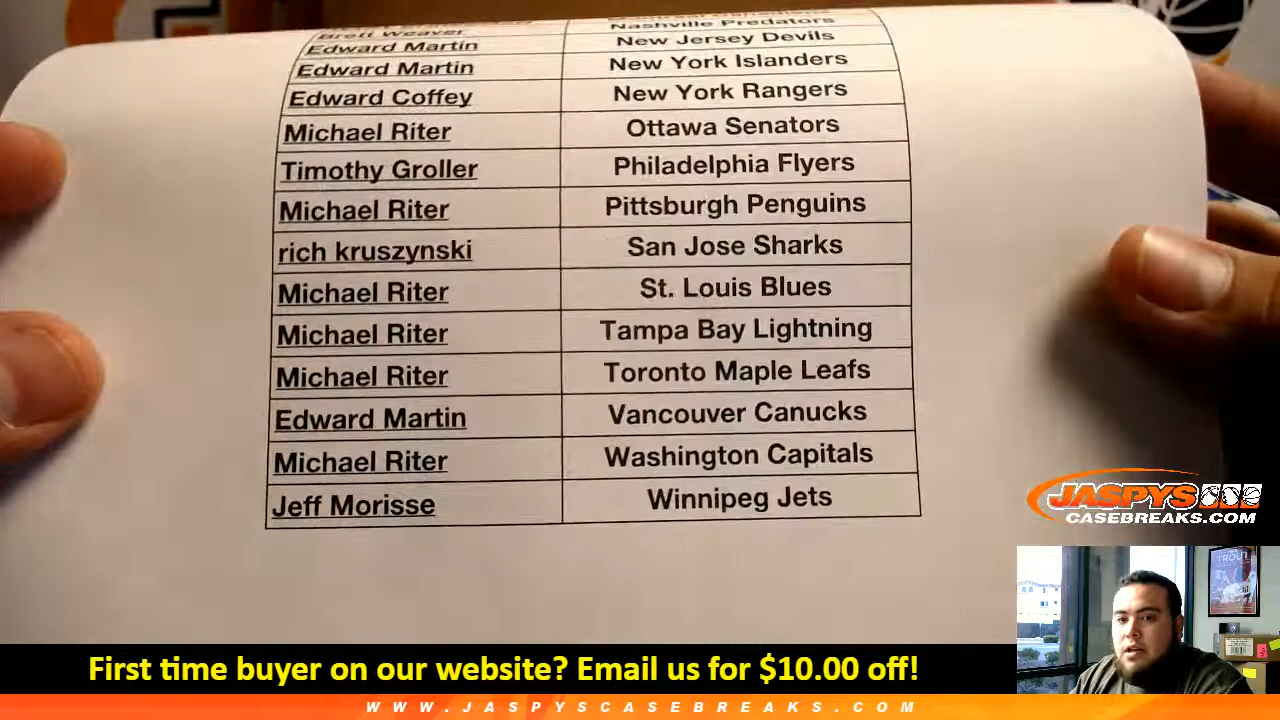 Brett Weaver Nashville Predators
Edward Martin New Jersey Devils
Edward Martin New York Islanders
Edward Coffey New York Rangers
Michael Riter Ottawa Senators
Timothy Groller Philadelphia Flyers
Michael Riter Pittsburgh Penguins
rich kruszynski San Jose Sharks
Michael Riter St. Louis Blues
Michael Riter Tampa Bay Lightning
Michael Riter Toronto Maple Leafs
Edward Martin Vancouver Canucks
Michael Riter Washington Capitals
Jeff Morisse Winnipeg Jets
JASPYS
CASEBREAKS.COM
TROUT
First time buyer on our website? Email us for $10.00 off!
WWW.JASPYSCASEBREAKS.COM